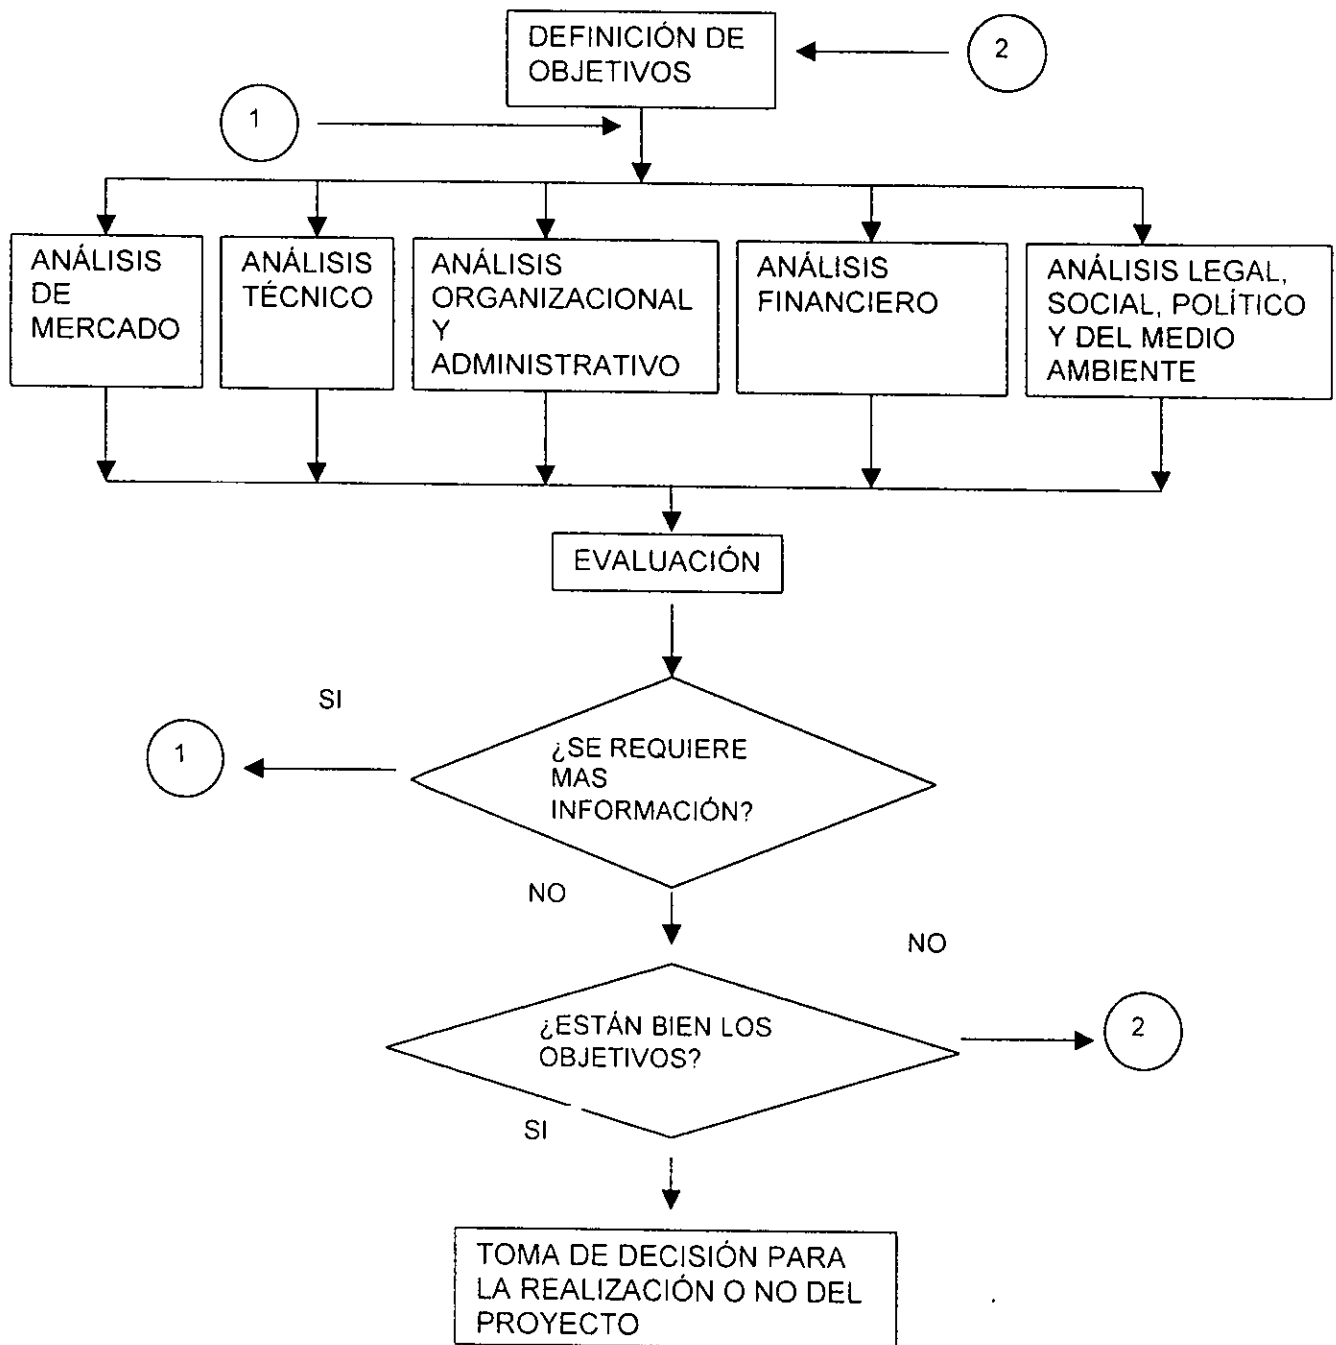 DEFINICIÓN DE
OBJETIVOS
2
1
ANÁLISIS
DE
MERCADO
ANÁLISIS
TÉCNICO
ANÁLISIS
ORGANIZACIONAL
Y
ADMINISTRATIVO
ANÁLISIS
FINANCIERO
ANÁLISIS LEGAL,
SOCIAL, POLÍTICO
Y DEL MEDIO
AMBIENTE
EVALUACIÓN
SI
1
¿SE REQUIERE
MAS
INFORMACIÓN?
NO
NO
¿ESTÁN BIEN LOS
OBJETIVOS?
2
SI
TOMA DE DECISIÓN PARA
LA REALIZACIÓN O NO DEL
PROYECTO